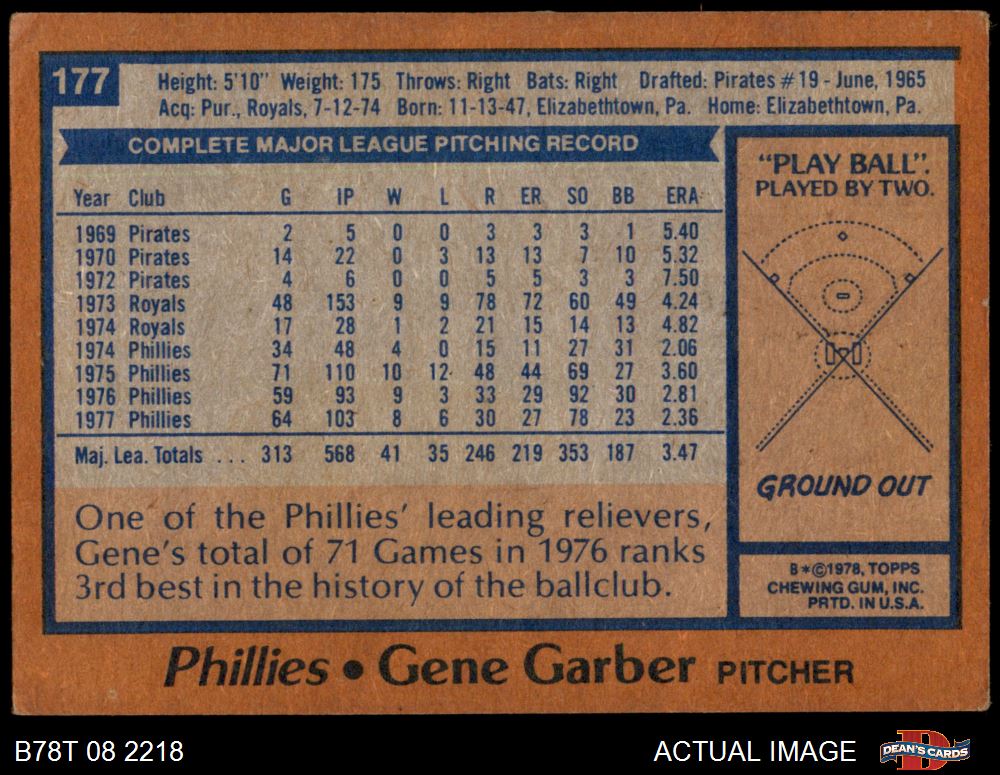 177
Height: 5'10" Weight: 175 Throws: Right Bats: Right Drafted: Pirates #19 - June, 1965
Acq: Pur., Royals, 7-12-74 Born: 11-13-47, Elizabethtown, Pa. Home: Elizabethtown, Pa.
COMPLETE MAJOR LEAGUE PITCHING RECORD
Year Club G IP W L R ER SO BB ERA
1969 Pirates 2 5 0 0 3 3 3 1 5.40
1970 Pirates 14 22 0 3 13 13 7 10 5.32
1972 Pirates 4 6 0 0 5 5 3 3 7.50
1973 Royals 48 153 9 9 78 72 60 49 4.24
1974 Royals 17 28 1 2 21 15 14 13 4.82
1974 Phillies 34 48 4 0 15 11 27 31 2.06
1975 Phillies 71 110 10 12 48 44 69 27 3.60
1976 Phillies 59 93 9 3 33 29 92 30 2.81
1977 Phillies 64 103 8 6 30 27 78 23 2.36
Maj. Lea. Totals ... 313 568 41 35 246 219 353 187 3.47
One of the Phillies' leading relievers,
Gene's total of 71 Games in 1976 ranks
3rd best in the history of the ballclub.
"PLAY BALL".
PLAYED BY TWO.
GROUND OUT
B*©1978, TOPPS
CHEWING GUM, INC.
PRTD. IN U.S.A.
Phillies • Gene Garber PITCHER
B78T 08 2218
ACTUAL IMAGE
DEAN'S CARDS